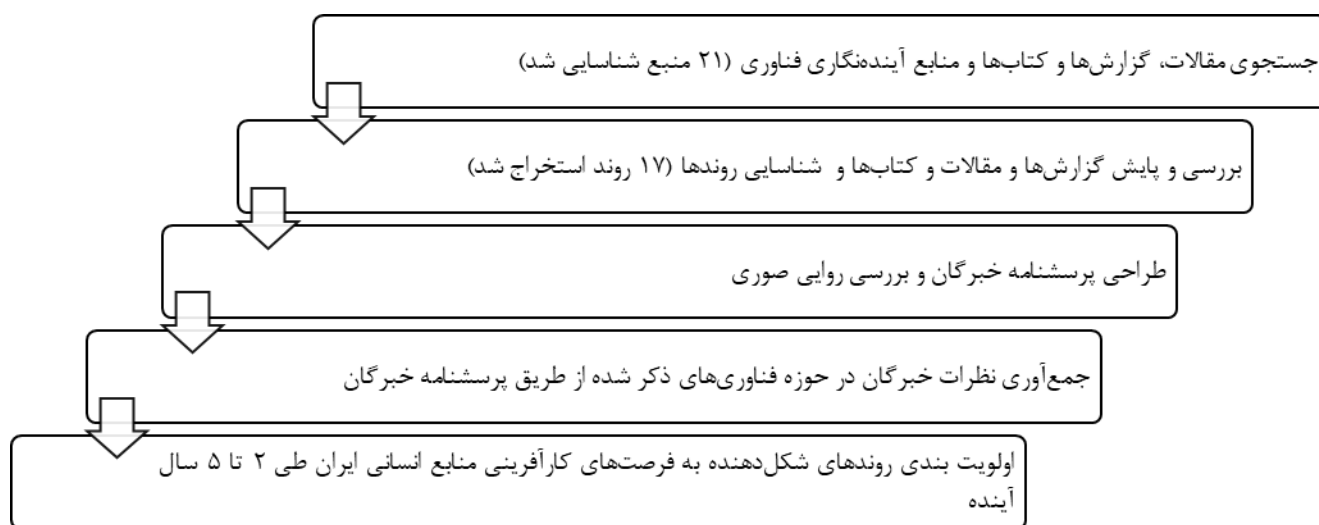 جستجوی مقالات، گزارش‌ها و کتاب‌ها و منابع آینده‌نگاری فناوری (۲۱ منبع شناسایی شد)
بررسی و پایش گزارش‌ها و مقالات و کتاب‌ها و شناسایی روندها (۱۷ روند استخراج شد)
طراحی پرسشنامه خبرگان و بررسی روایی صوری
جمع‌آوری نظرات خبرگان در حوزه فناوری‌های ذکر شده از طریق پرسشنامه خبرگان
اولویت بندی روندهای شکل‌دهنده به فرصت‌های کارآفرینی منابع انسانی ایران طی ۲ تا ۵ سال
آینده